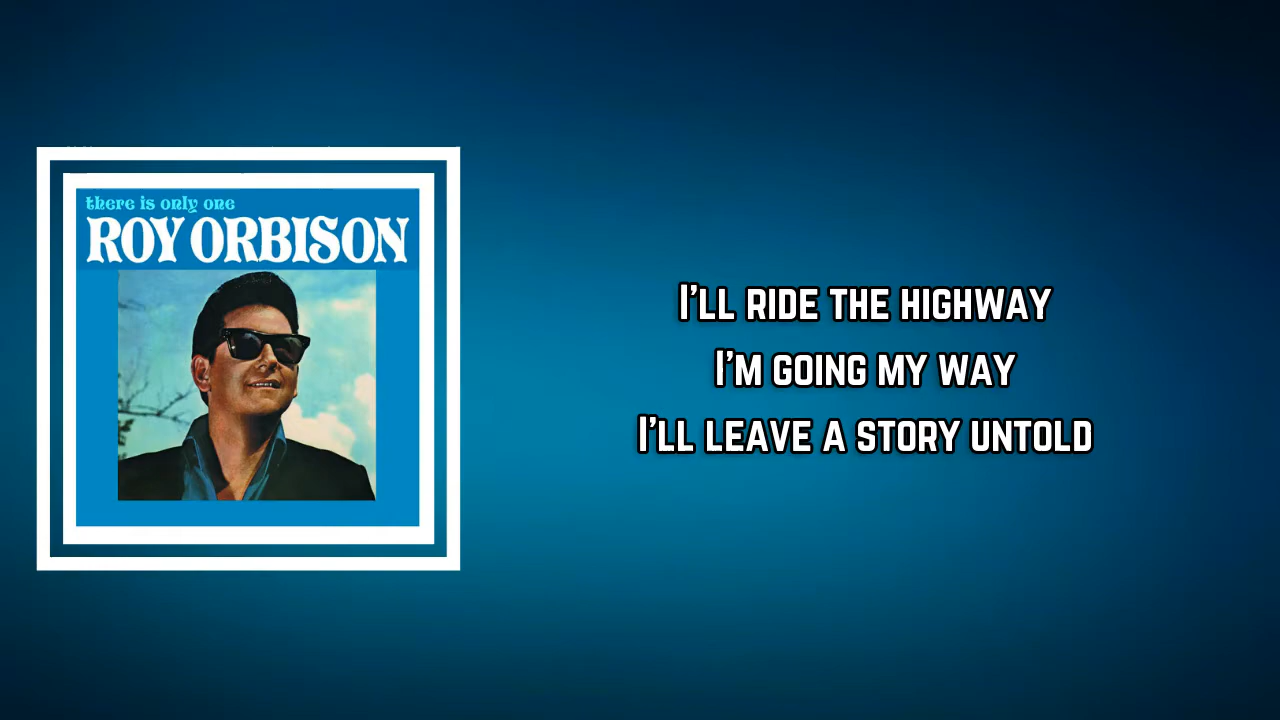 there is only one
ROY ORBISON
I'LL RIDE THE HIGHWAY
I'M GOING MY WAY
I'LL LEAVE A STORY UNTOLD